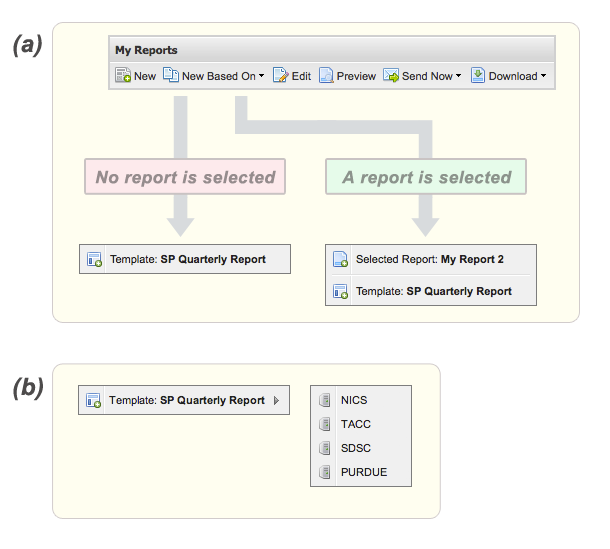 (a)
My Reports
New New Based On Edit Preview Send Now Download
No report is selected A report is selected
Template: SP Quarterly Report Selected Report: My Report 2
Template: SP Quarterly Report
(b)
Template: SP Quarterly Report NICS
TACC
SDSC
PURDUE